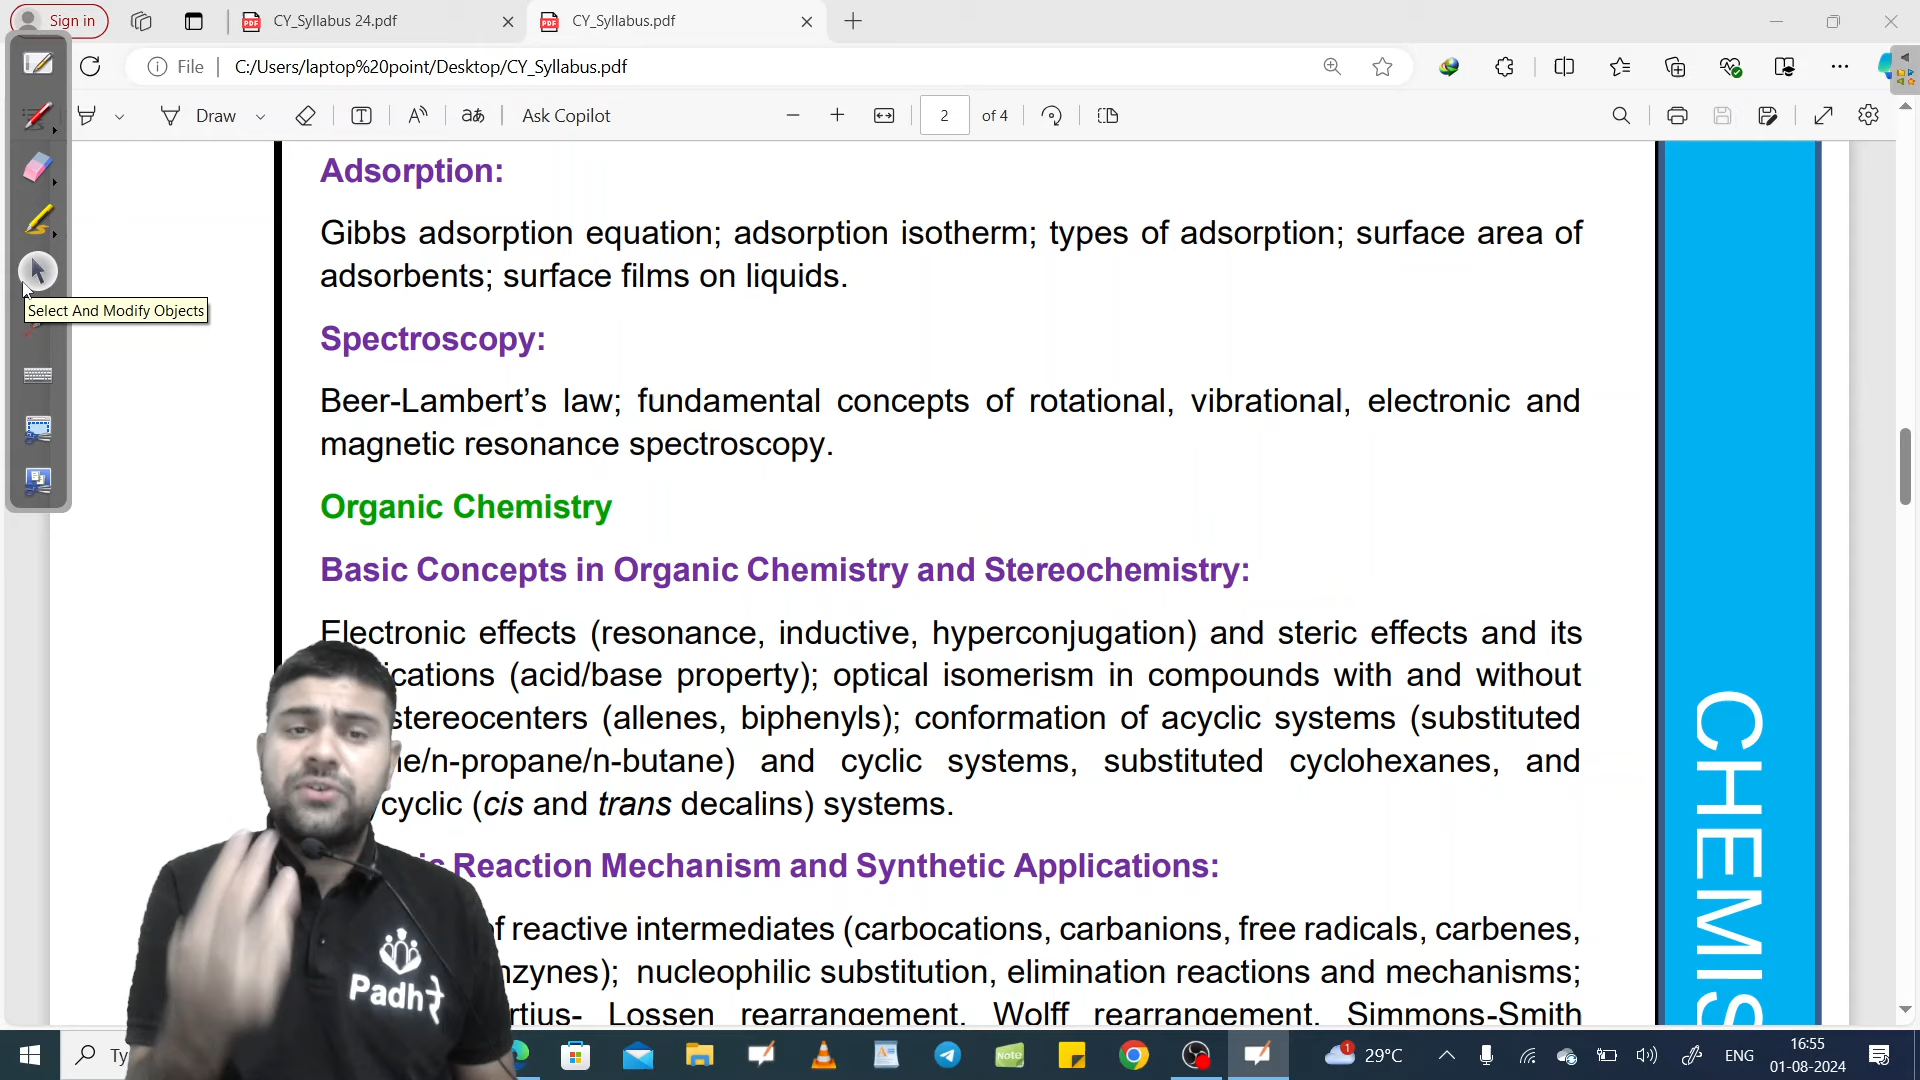 Sign in
CY_Syllabus 24.pdf
CY_Syllabus.pdf
File
C:/Users/laptop%20point/Desktop/CY_Syllabus.pdf
Draw
T
A
aあ
Ask Copilot
2 of 4
Select And Modify Objects
Adsorption:
Gibbs adsorption equation; adsorption isotherm; types of adsorption; surface area of
adsorbents; surface films on liquids.
Spectroscopy:
Beer-Lambert’s law; fundamental concepts of rotational, vibrational, electronic and
magnetic resonance spectroscopy.
Organic Chemistry
Basic Concepts in Organic Chemistry and Stereochemistry:
Electronic effects (resonance, inductive, hyperconjugation) and steric effects and its
cations (acid/base property); optical isomerism in compounds with and without
stereocenters (allenes, biphenyls); conformation of acyclic systems (substituted
e/n-propane/n-butane) and cyclic systems, substituted cyclohexanes, and
cyclic (cis and trans decalins) systems.
Reaction Mechanism and Synthetic Applications:
f reactive intermediates (carbocations, carbanions, free radicals, carbenes,
nzynes); nucleophilic substitution, elimination reactions and mechanisms;
rtius- Lossen rearrangement, Wolff rearrangement, Simmons-Smith
CHEMIS
Padhरे
Ty
Note
1
29°C
ENG
16:55
01-08-2024